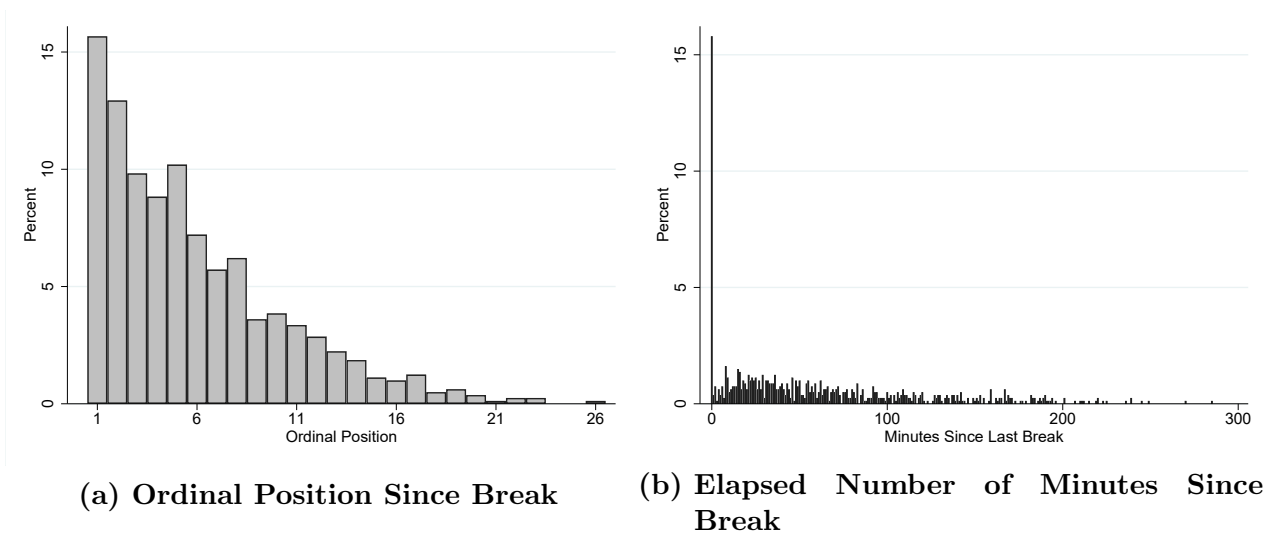 15
10
5
0
Percent
1 6 11 16 21 26
Ordinal Position
(a) Ordinal Position Since Break
15
10
5
0
Percent
0 100 200 300
Minutes Since Last Break
(b) Elapsed Number of Minutes Since
Break